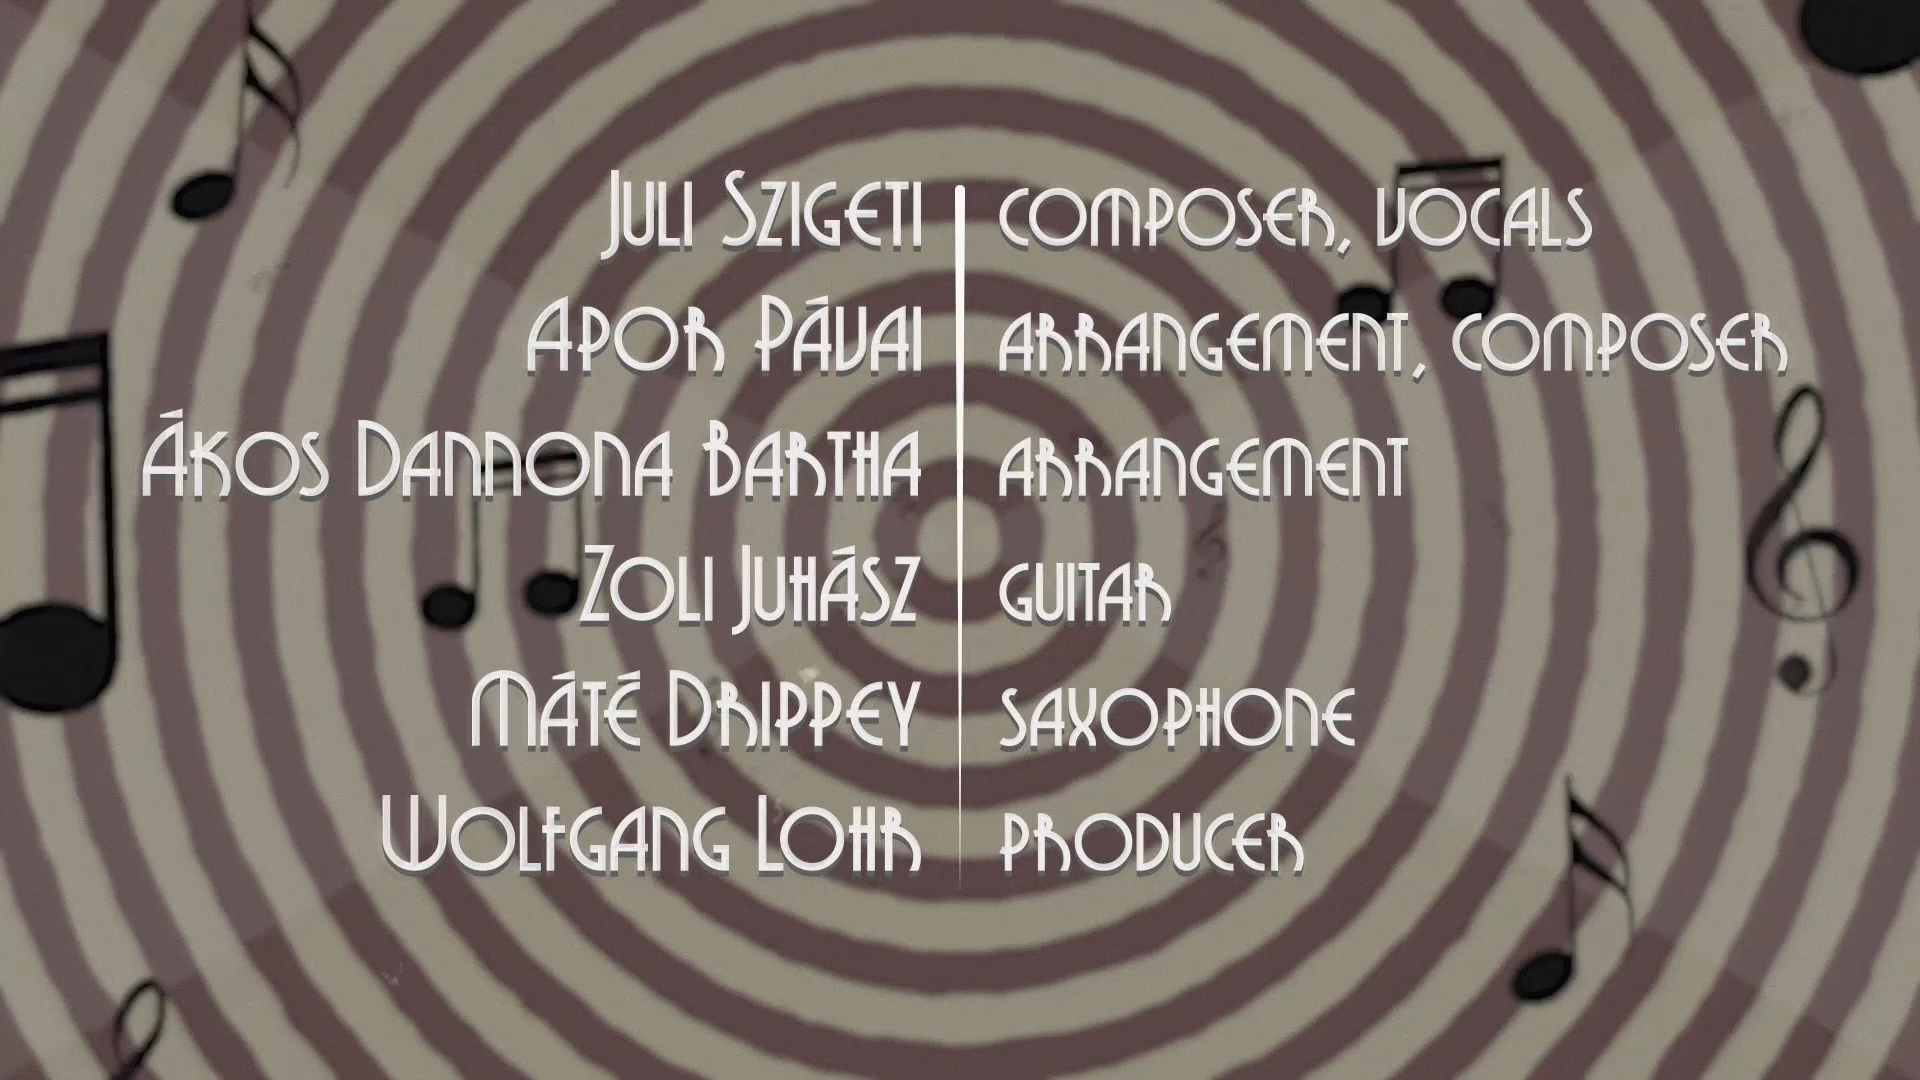 Juli Szigeti composer, vocals
Apor Pávai arrangement, composer
Ákos Dannona Bartha arrangement
Zoli Juhász guitar
Máté Drippey saxophone
Wolfgang Lohr producer